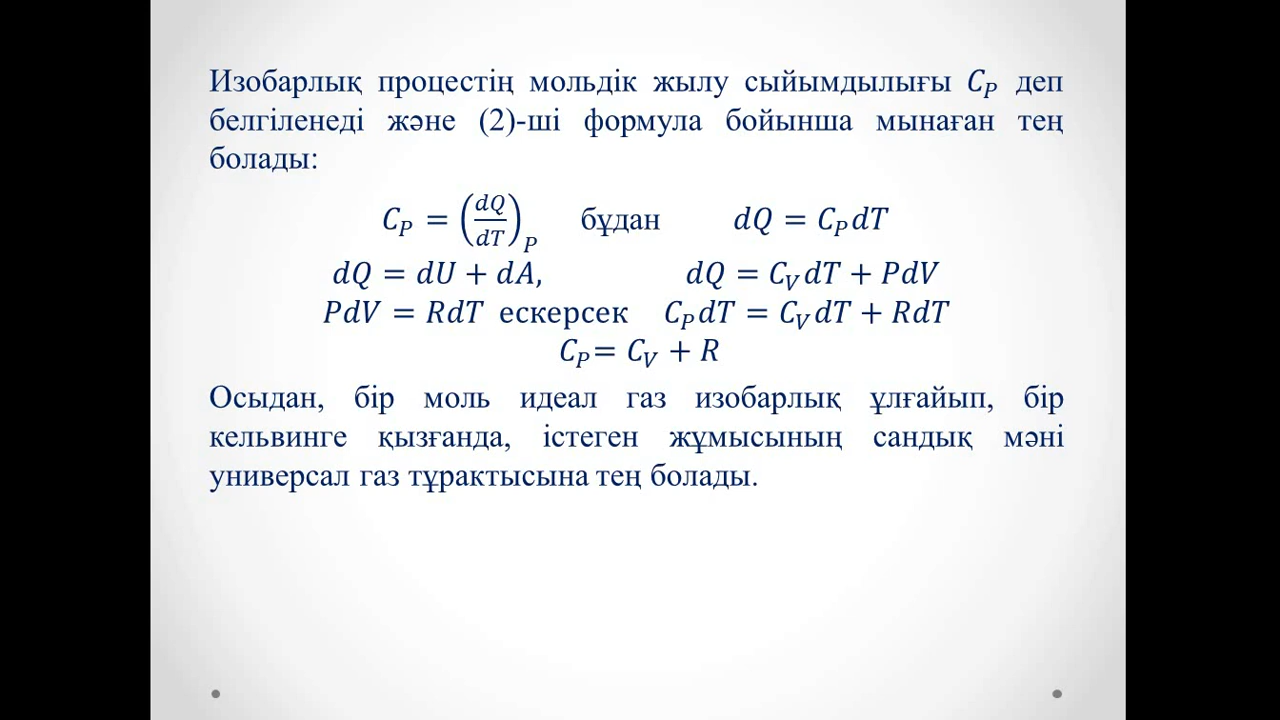 Изобарлық процестің мольдік жылу сыйымдылығы C_P деп
белгіленеді және (2)-ші формула бойынша мынаған тең
болады:
C_P = (dQ/dT)_P бұдан dQ = C_P dT
dQ = dU + dA, dQ = C_V dT + PdV
PdV = RdT ескерсек C_P dT = C_V dT + RdT
C_P = C_V + R
Осыдан, бір моль идеал газ изобарлық ұлғайып, бір
кельвинге қызғанда, істеген жұмысының сандық мәні
универсал газ тұрактысына тең болады.